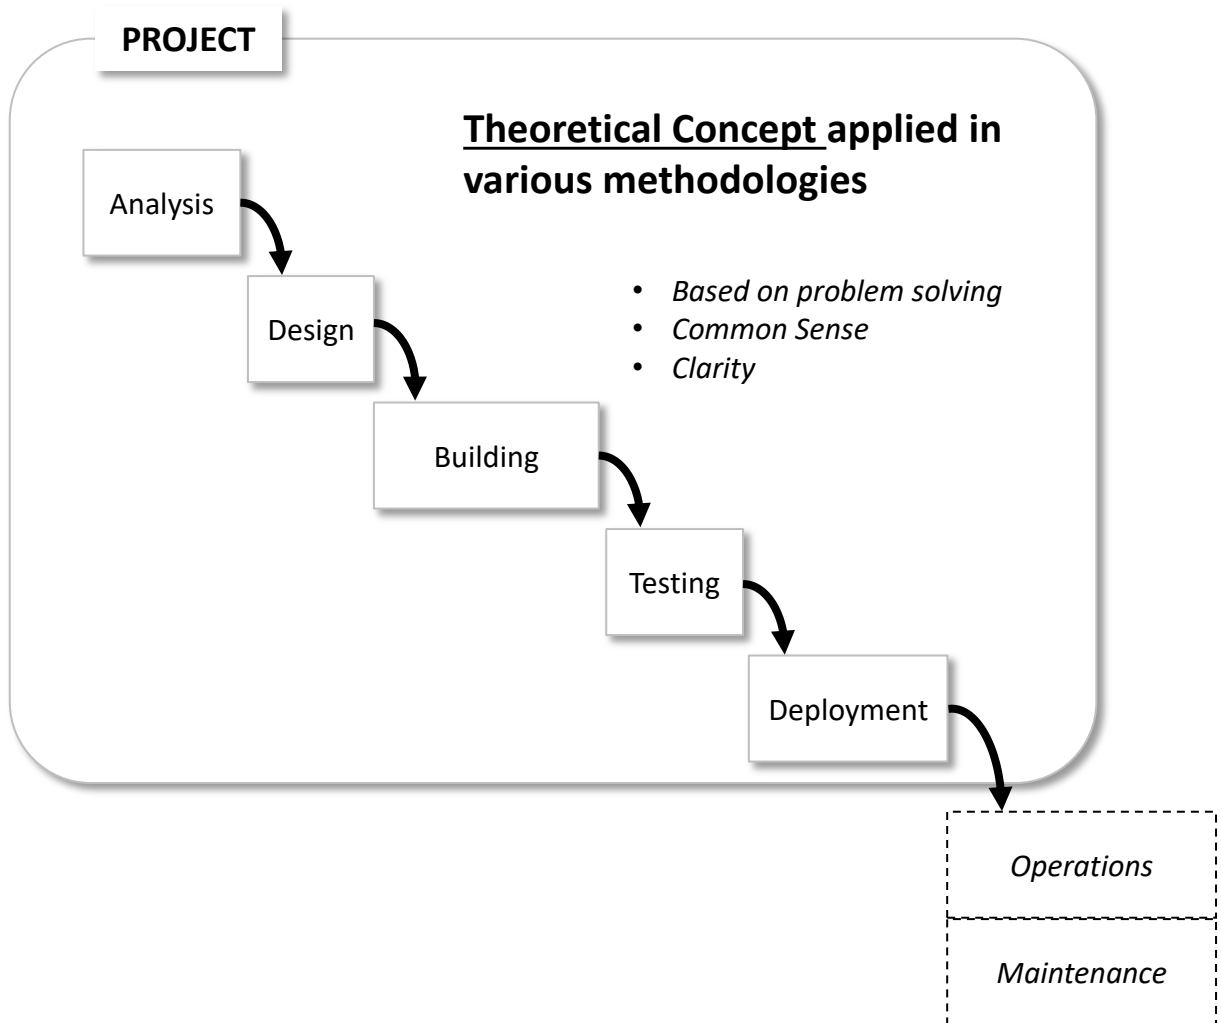 PROJECT
Theoretical Concept applied in
various methodologies
Analysis
• Based on problem solving
• Common Sense
• Clarity
Design
Building
Testing
Deployment
Operations
Maintenance